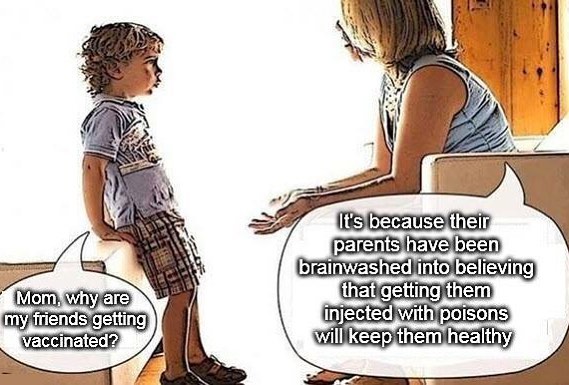 Mom, why are
my friends getting
vaccinated?
It's because their
parents have been
brainwashed into believing
that getting them
injected with poisons
will keep them healthy